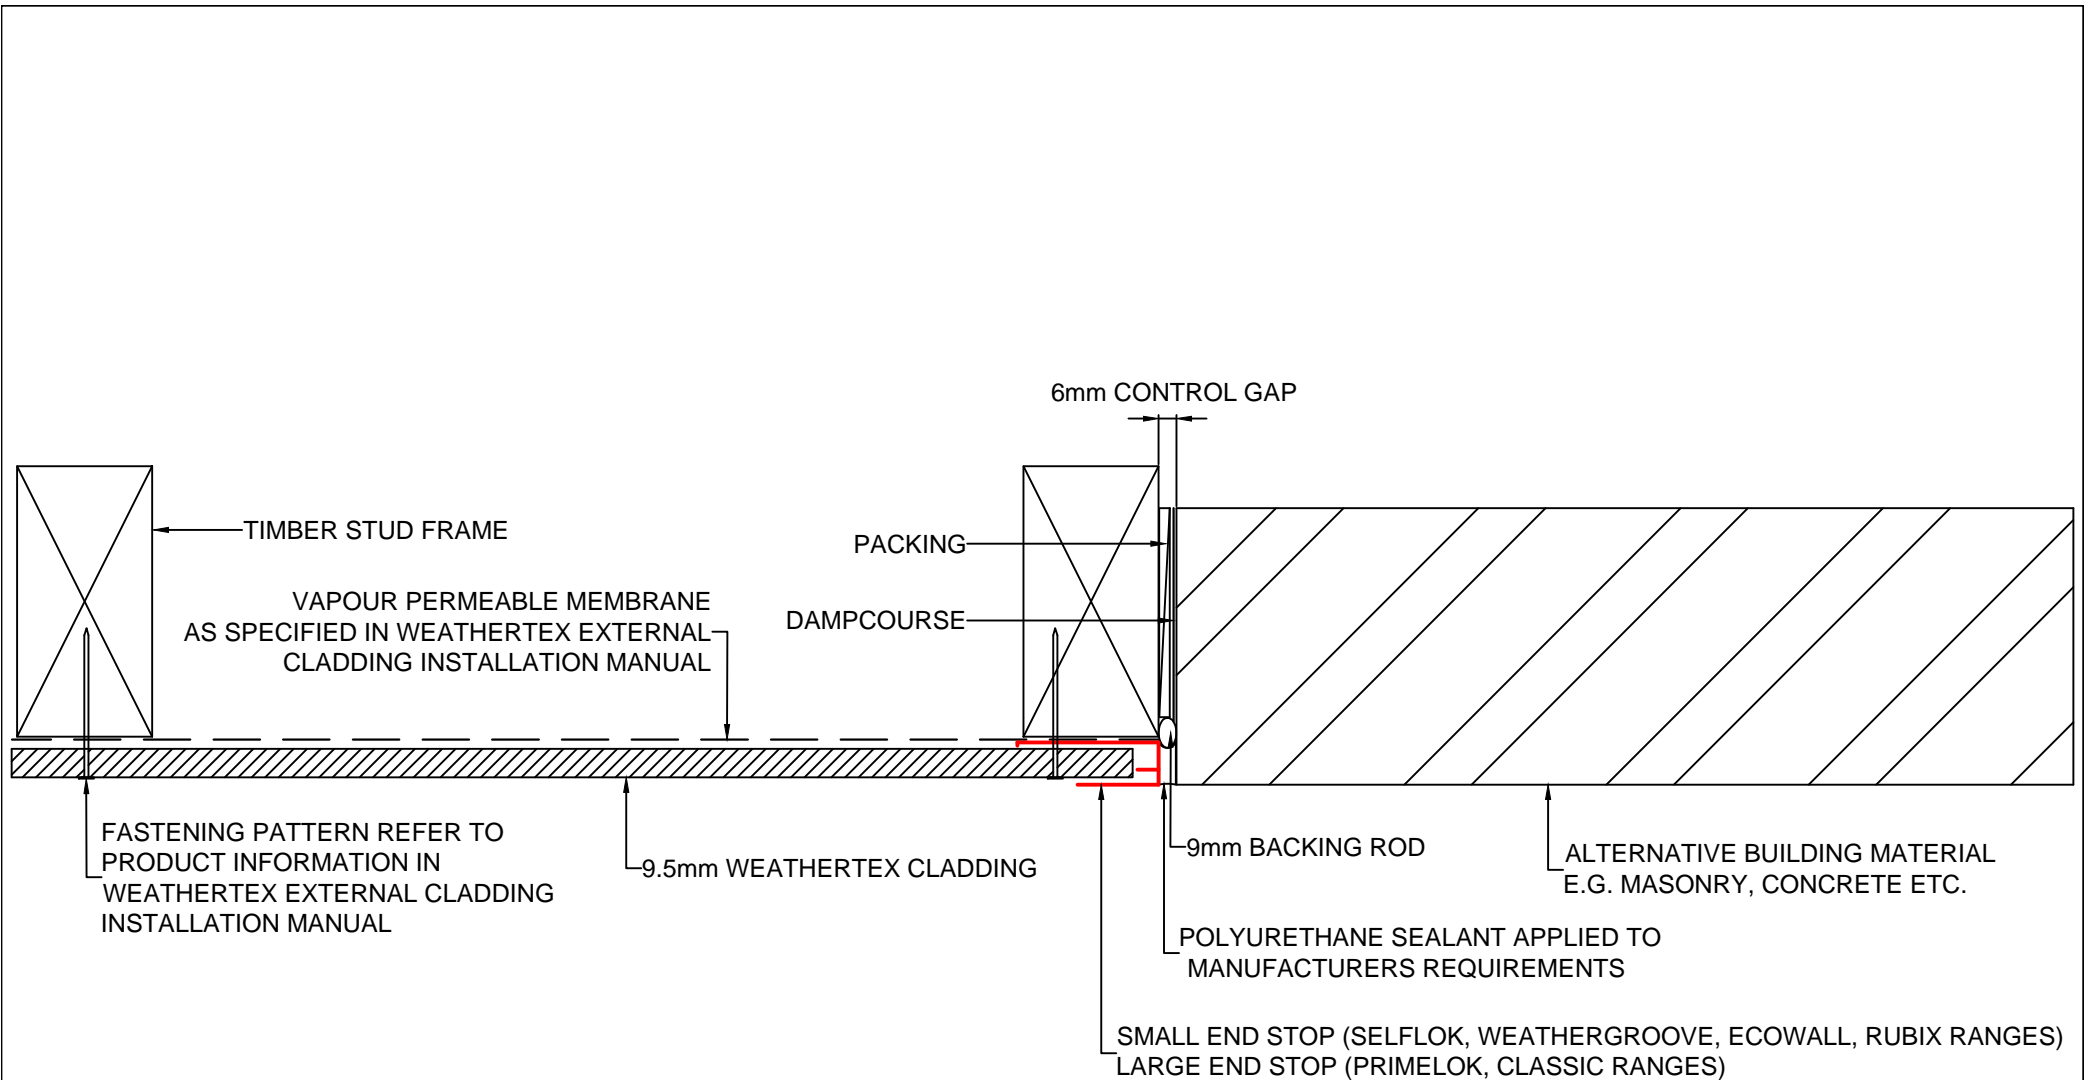 6mm CONTROL GAP
TIMBER STUD FRAME
PACKING
VAPOUR PERMEABLE MEMBRANE
AS SPECIFIED IN WEATHERTEX EXTERNAL
CLADDING INSTALLATION MANUAL
DAMPCOURSE
FASTENING PATTERN REFER TO
PRODUCT INFORMATION IN
WEATHERTEX EXTERNAL CLADDING
INSTALLATION MANUAL
9.5mm WEATHERTEX CLADDING
9mm BACKING ROD
ALTERNATIVE BUILDING MATERIAL
E.G. MASONRY, CONCRETE ETC.
POLYURETHANE SEALANT APPLIED TO
MANUFACTURERS REQUIREMENTS
SMALL END STOP (SELFLOK, WEATHERGROOVE, ECOWALL, RUBIX RANGES)
LARGE END STOP (PRIMELOK, CLASSIC RANGES)